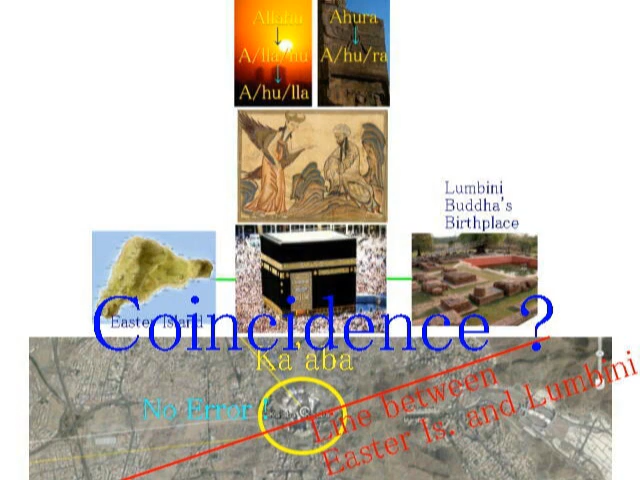 Allahu
A/lla/hu
A/hu/lla
Ahura
A/hu/ra
Lumbini
Buddha's
Birthplace
Easter Island
Coincidence ?
Ka'aba
No Error !
Line between
Easter Is. and Lumbini